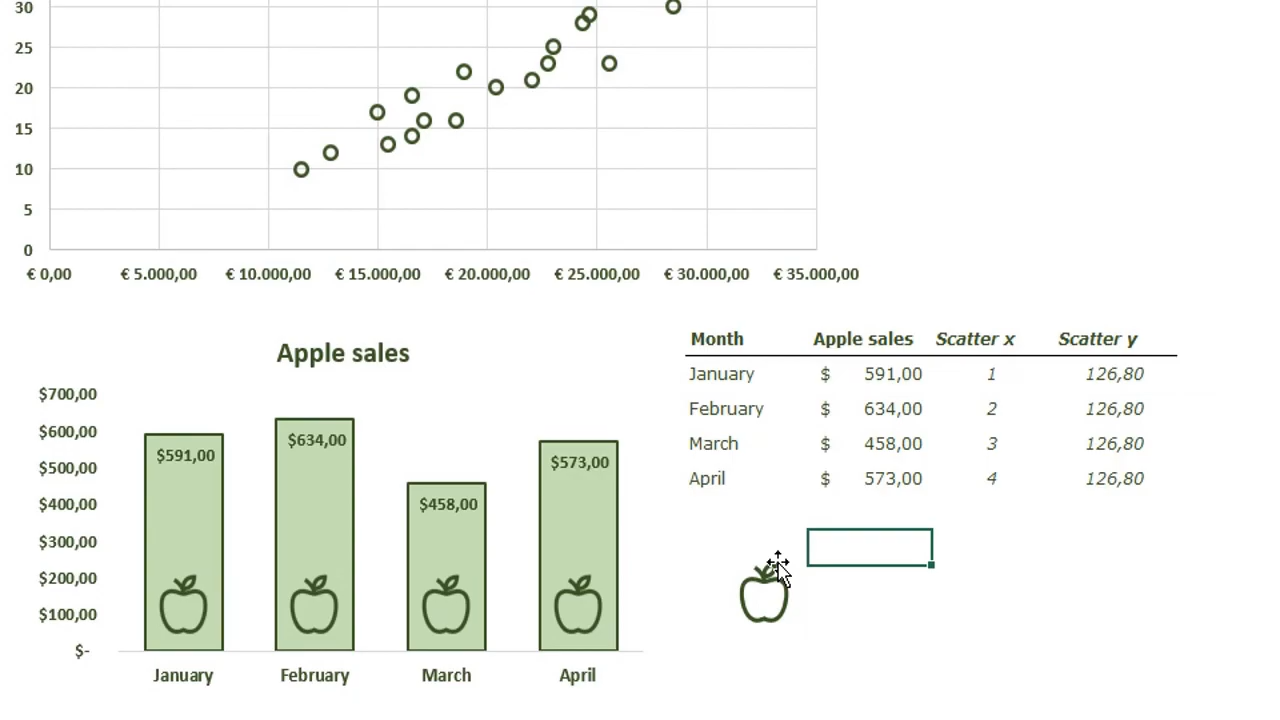 30
25
20
15
10
5
0
€ 0,00 € 5.000,00 € 10.000,00 € 15.000,00 € 20.000,00 € 25.000,00 € 30.000,00 € 35.000,00
Apple sales
$700,00
$600,00
$500,00
$400,00
$300,00
$200,00
$100,00
$-
$591,00
$634,00
$458,00
$573,00
January February March April
Month Apple sales Scatter x Scatter y
January $ 591,00 1 126,80
February $ 634,00 2 126,80
March $ 458,00 3 126,80
April $ 573,00 4 126,80